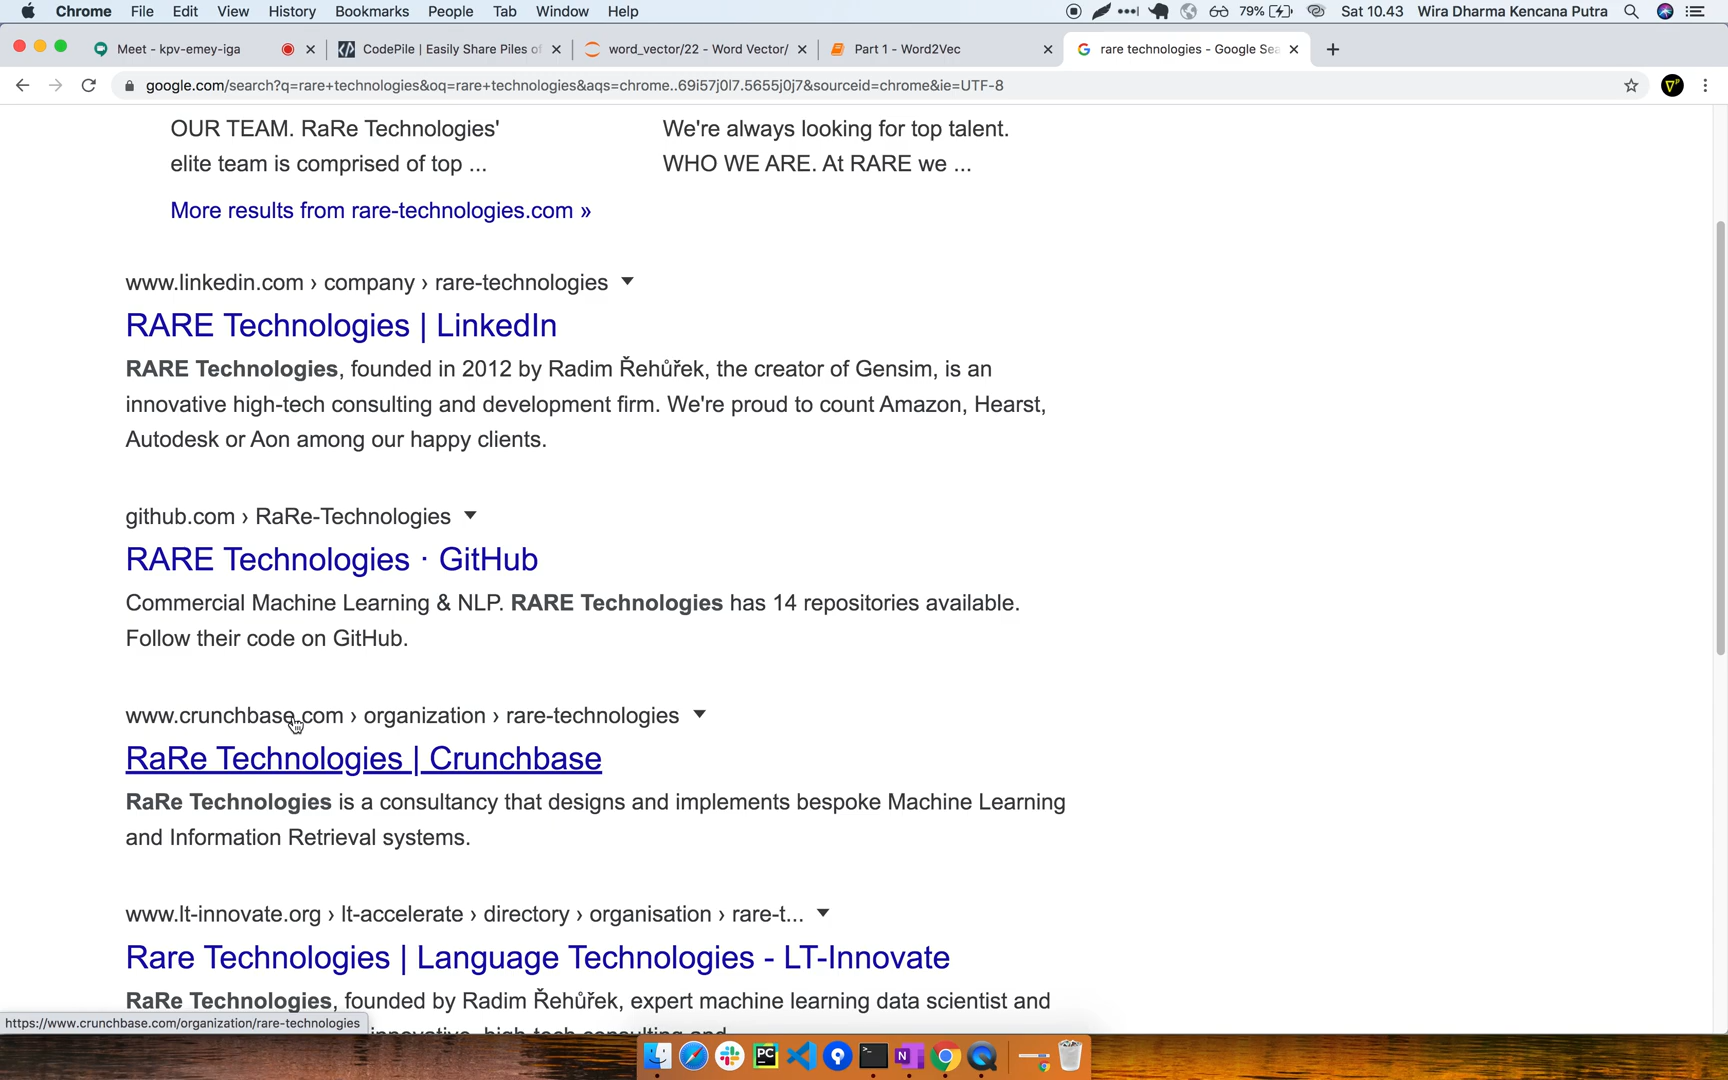 Chrome File Edit View History Bookmarks People Tab Window Help 79% Sat 10.43 Wira Dharma Kencana Putra
Meet - kpv-emey-iga CodePile | Easily Share Piles of word_vector/22 - Word Vector/ Part 1 - Word2Vec rare technologies - Google Sea
google.com/search?q=rare+technologies&oq=rare+technologies&aqs=chrome..69i57j0l7.5655j0j7&sourceid=chrome&ie=UTF-8
OUR TEAM. RaRe Technologies'
elite team is comprised of top ...
We're always looking for top talent.
WHO WE ARE. At RARE we ...
More results from rare-technologies.com »
www.linkedin.com › company › rare-technologies
RARE Technologies | LinkedIn
RARE Technologies, founded in 2012 by Radim Řehůřek, the creator of Gensim, is an
innovative high-tech consulting and development firm. We're proud to count Amazon, Hearst,
Autodesk or Aon among our happy clients.
github.com › RaRe-Technologies
RARE Technologies · GitHub
Commercial Machine Learning & NLP. RARE Technologies has 14 repositories available.
Follow their code on GitHub.
www.crunchbase.com › organization › rare-technologies
RaRe Technologies | Crunchbase
RaRe Technologies is a consultancy that designs and implements bespoke Machine Learning
and Information Retrieval systems.
www.lt-innovate.org › lt-accelerate › directory › organisation › rare-t...
Rare Technologies | Language Technologies - LT-Innovate
RaRe Technologies, founded by Radim Řehůřek, expert machine learning data scientist and
innovative, high-tech consulting and
https://www.crunchbase.com/organization/rare-technologies